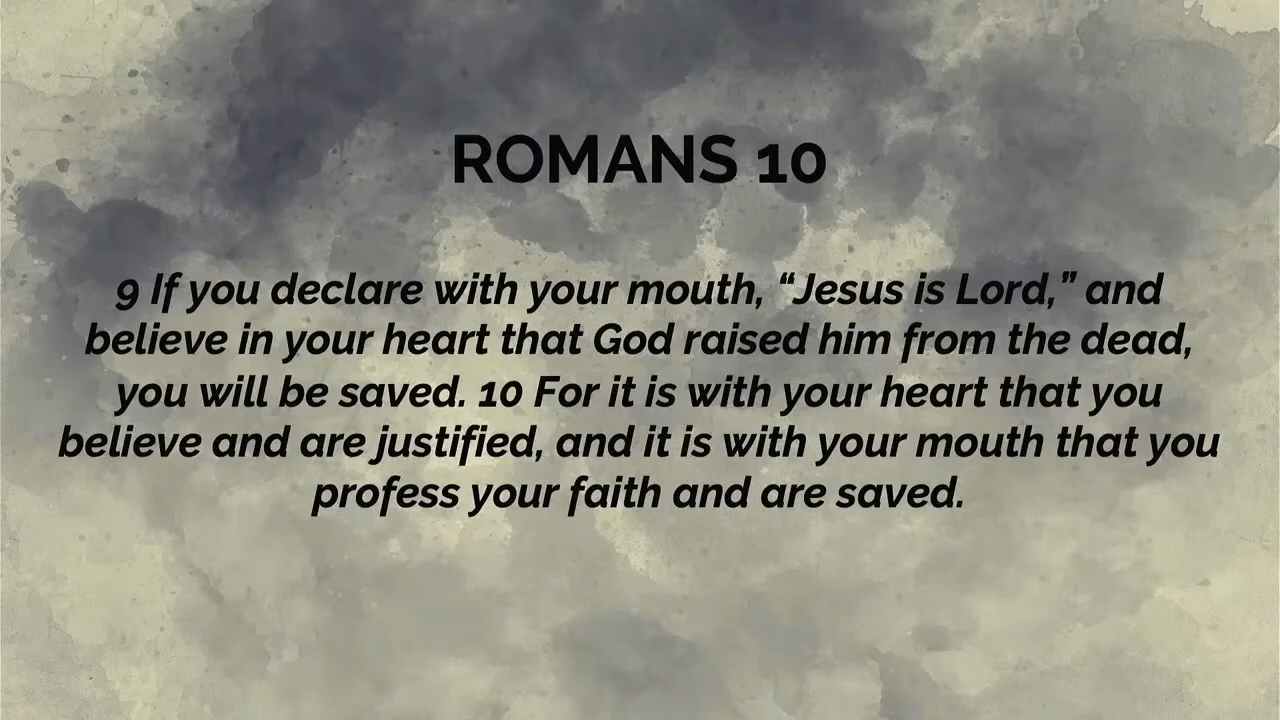 ROMANS 10
9 If you declare with your mouth, “Jesus is Lord,” and
believe in your heart that God raised him from the dead,
you will be saved. 10 For it is with your heart that you
believe and are justified, and it is with your mouth that you
profess your faith and are saved.